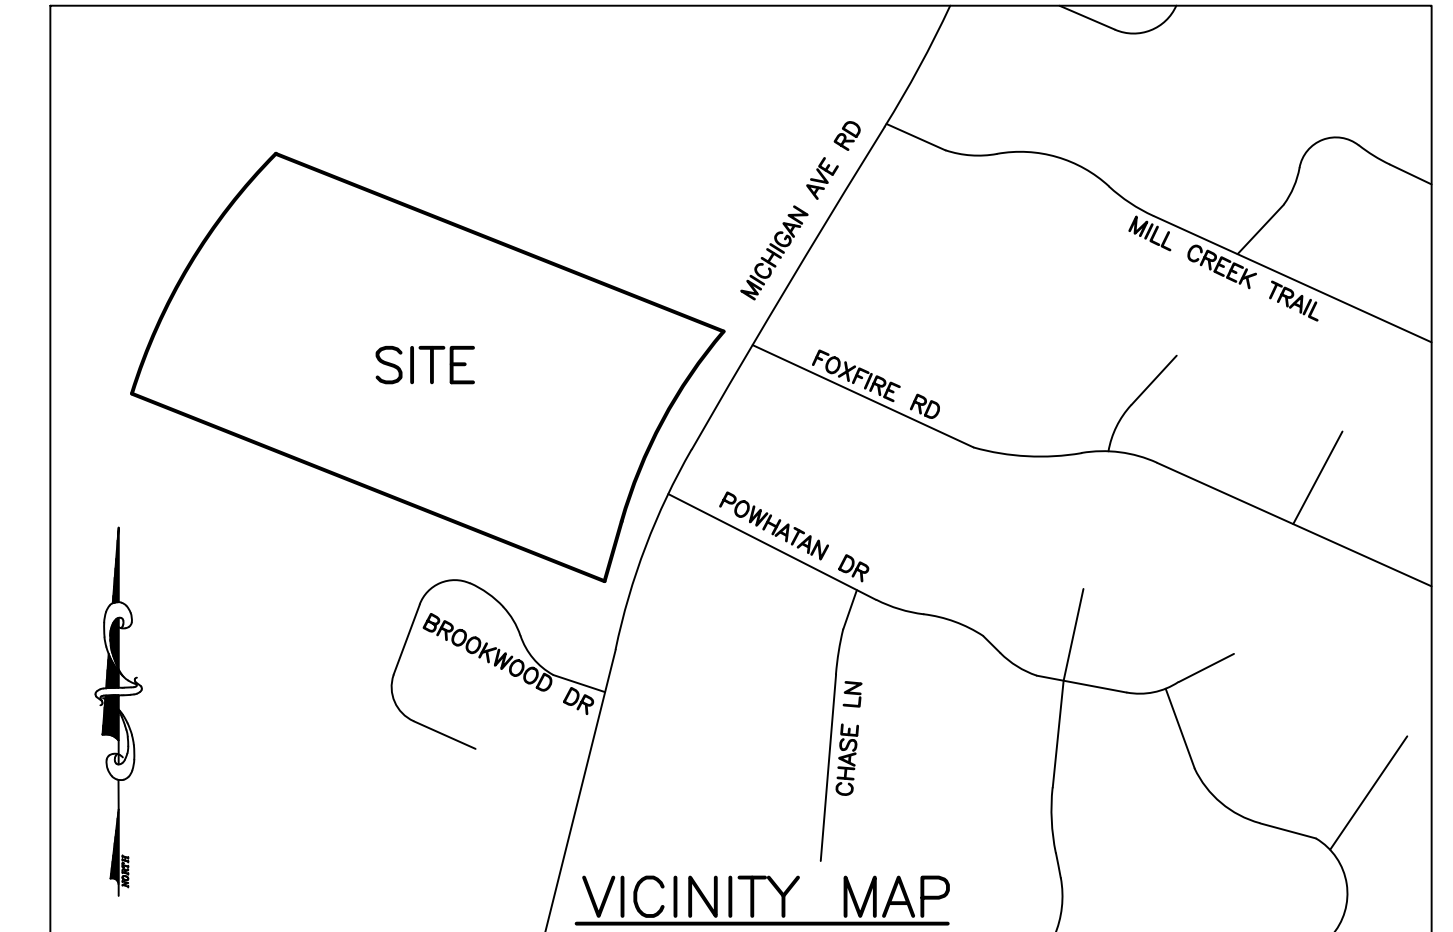 MICHIGAN AVE RD
MILL CREEK TRAIL
SITE
FOXFIRE RD
POWHATAN DR
BROOKWOOD DR
CHASE LN
NORTH
VICINITY MAP